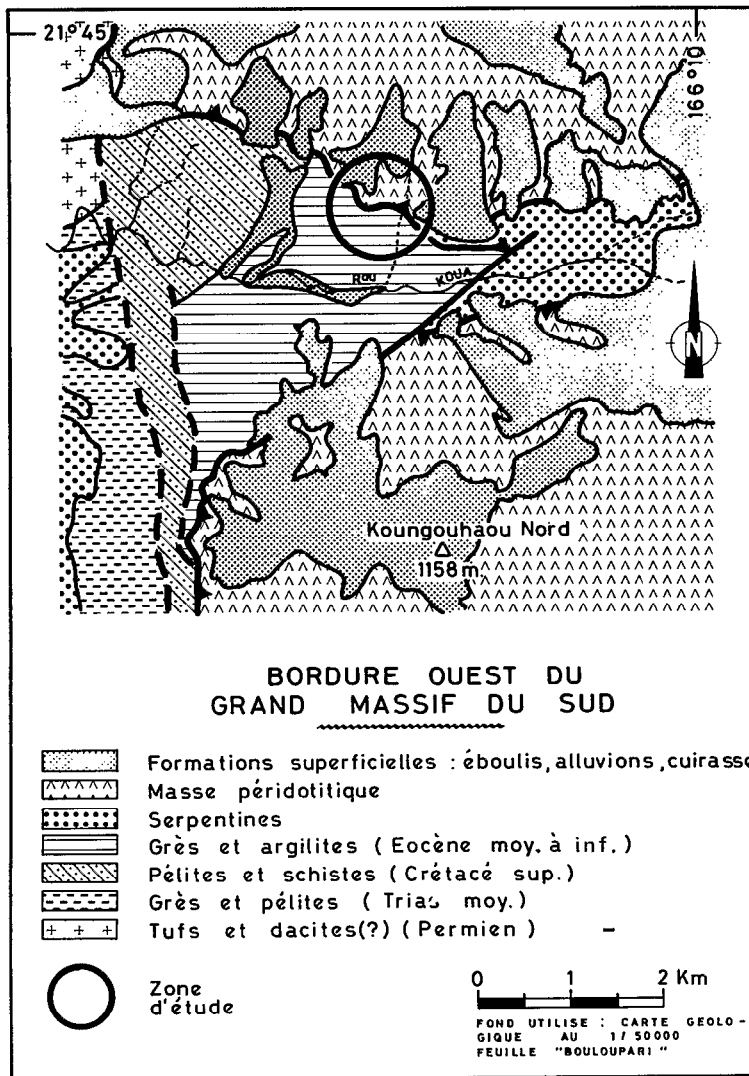 21°45'
166°10
ROU
KOUA
N
Koungouhaou Nord
1158 m.
BORDURE OUEST DU
GRAND MASSIF DU SUD
Formations superficielles : éboulis, alluvions, cuirasse
Masse péridotitique
Serpentines
Grès et argilites ( Eocène moy. à inf. )
Pélites et schistes ( Crétacé sup. )
Grès et pélites ( Trias moy. )
Tufs et dacites(?) ( Permien ) -
Zone
d'étude
0 1 2 Km
FOND UTILISE : CARTE GEOLO -
GIQUE AU 1/ 50000
FEUILLE "BOULOUPARI "